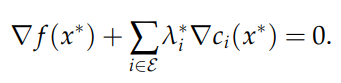 ∇f(x*) + ∑_{i∈ℰ} λ_i^* ∇c_i(x*) = 0.